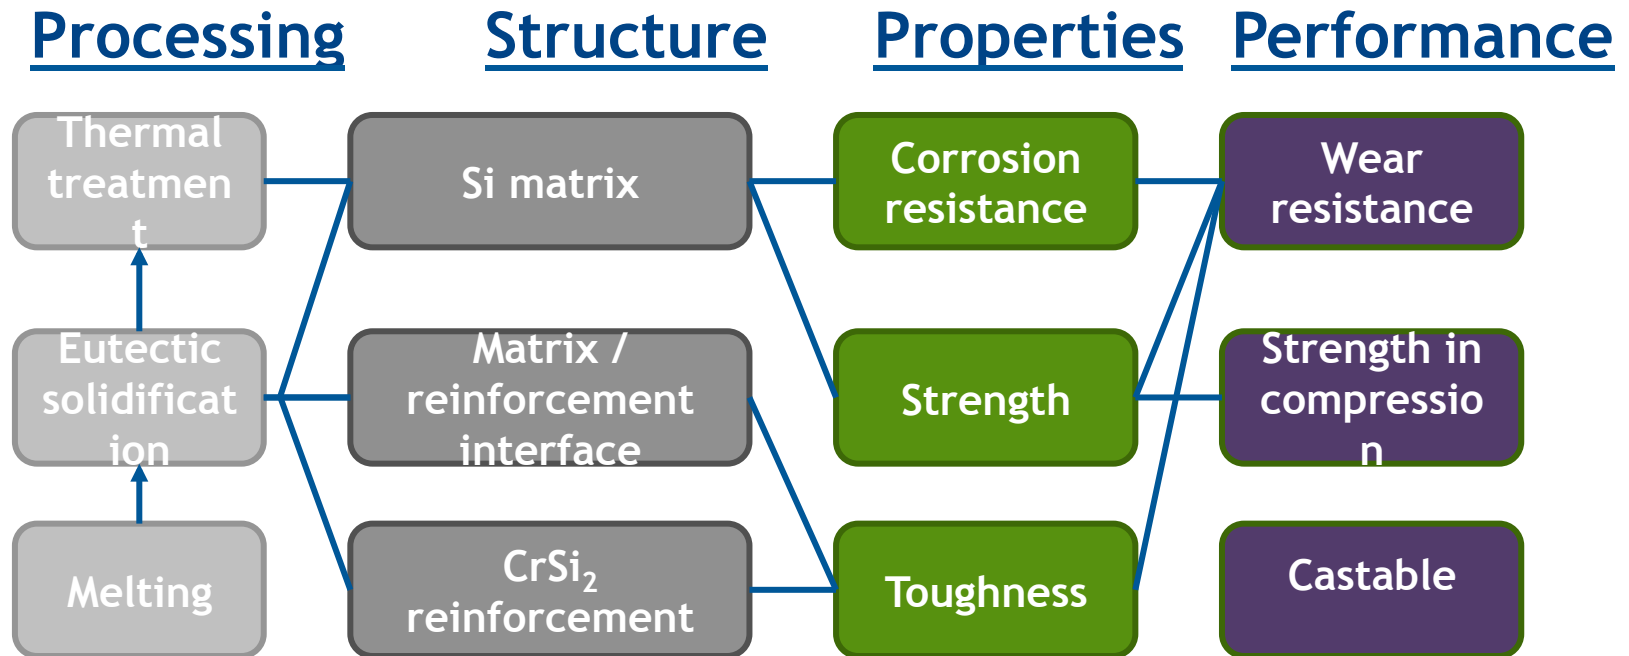 Processing
Structure
Properties
Performance
Thermal
treatmen
t
Si matrix
Corrosion
resistance
Wear
resistance
Eutectic
solidificat
ion
Matrix /
reinforcement
interface
Strength
Strength in
compressio
n
Melting
CrSi₂
reinforcement
Toughness
Castable